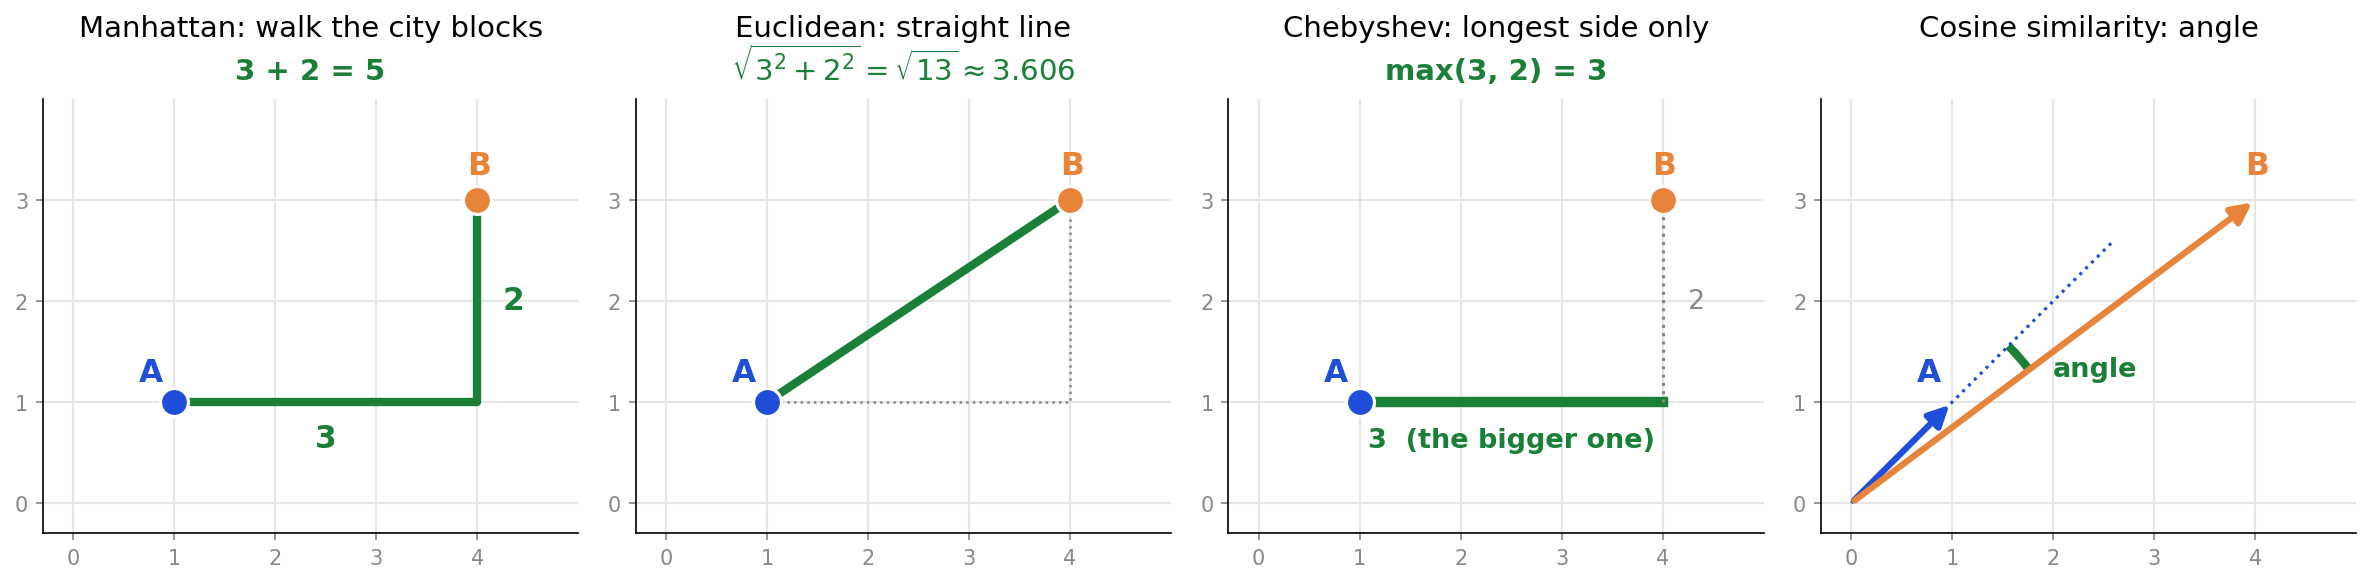 Manhattan: walk the city blocks
3 + 2 = 5
B
3
2
2
A
1
3
0
0 1 2 3 4
Euclidean: straight line
√3² + 2² = √13 ≈ 3.606
B
3
2
A
1
0
0 1 2 3 4
Chebyshev: longest side only
max(3, 2) = 3
B
3
2
2
A
1
3 (the bigger one)
0
0 1 2 3 4
Cosine similarity: angle
B
3
2
A
angle
1
0
0 1 2 3 4